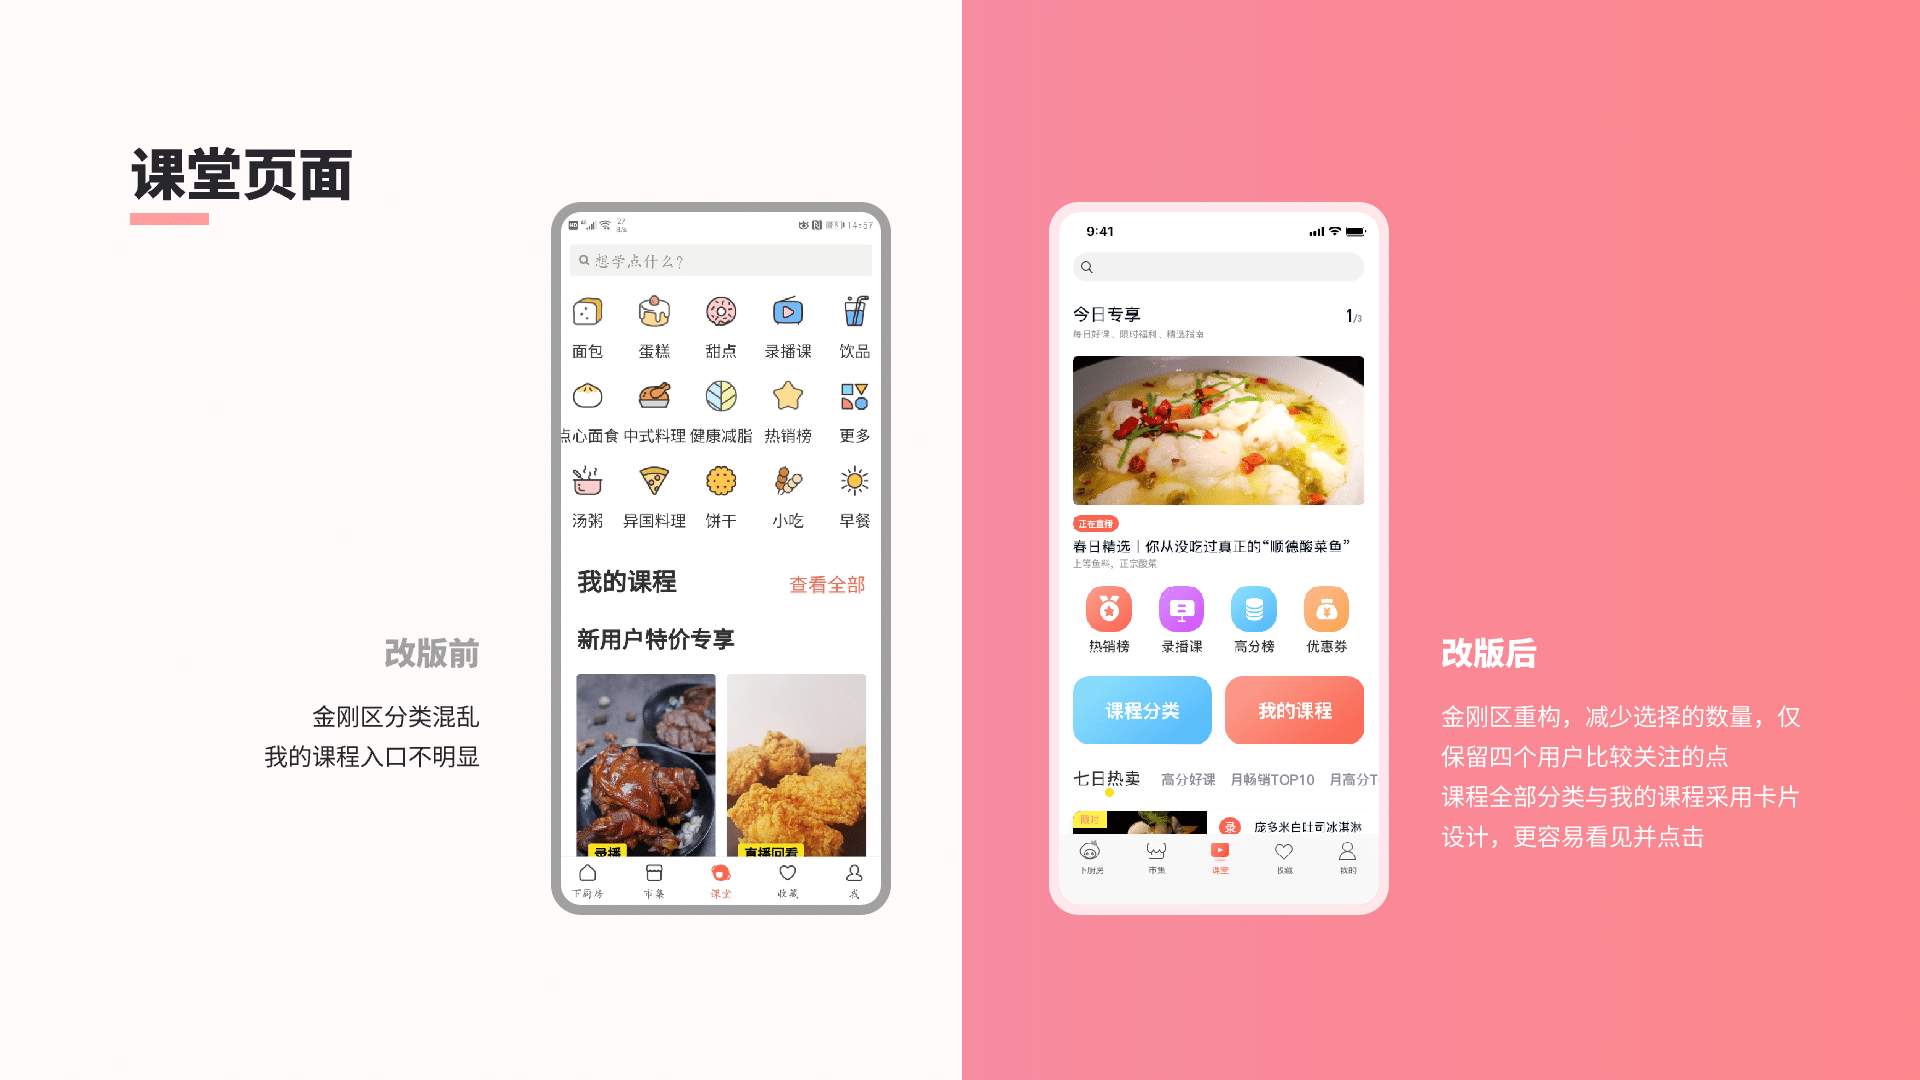 课堂页面
改版前
金刚区分类混乱
我的课程入口不明显
14:57
想学点什么？
面包 蛋糕 甜点 录播课 饮品
点心面食 中式料理 健康减脂 热销榜 更多
汤粥 异国料理 饼干 小吃 早餐
我的课程 查看全部
新用户特价专享
录播 直播回看
下厨房 市集 课堂 收藏 我
9:41
今日专享 1/3
每日好课、限时福利、精选指南
正在直播
春日精选｜你从没吃过真正的“顺德酸菜鱼”
上等鱼料，正宗酸菜
热销榜 录播课 高分榜 优惠券
课程分类 我的课程
七日热卖 高分好课 月畅销TOP10 月高分T
限时 录 庞多米自吐司冰淇淋
下厨房 市集 课堂 收藏 我的
改版后
金刚区重构，减少选择的数量，仅
保留四个用户比较关注的点
课程全部分类与我的课程采用卡片
设计，更容易看见并点击